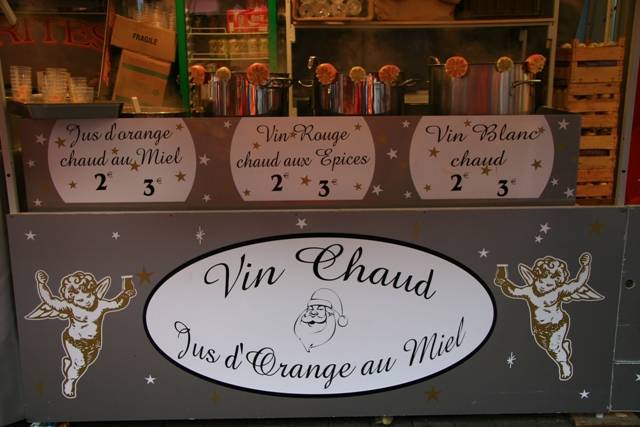 RITES
FRAGILE
Jus d'orange
chaud au Miel
2€ 3€
Vin Rouge
chaud aux Epices
2€ 3€
Vin Blanc
chaud
2€ 3€
Vin Chaud
Jus d'Orange au Miel